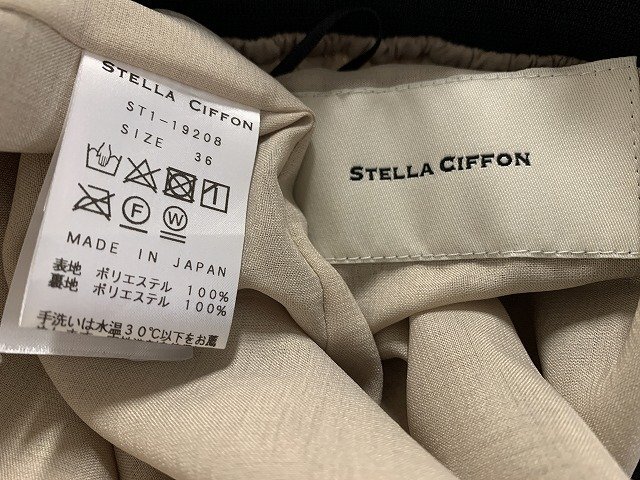 STELLA CIFFON
ST1-19208
SIZE 36
F
W
MADE IN JAPAN
表地 ポリエステル 100%
裏地 ポリエステル 100%
手洗いは水温30℃以下をお薦
STELLA CIFFON